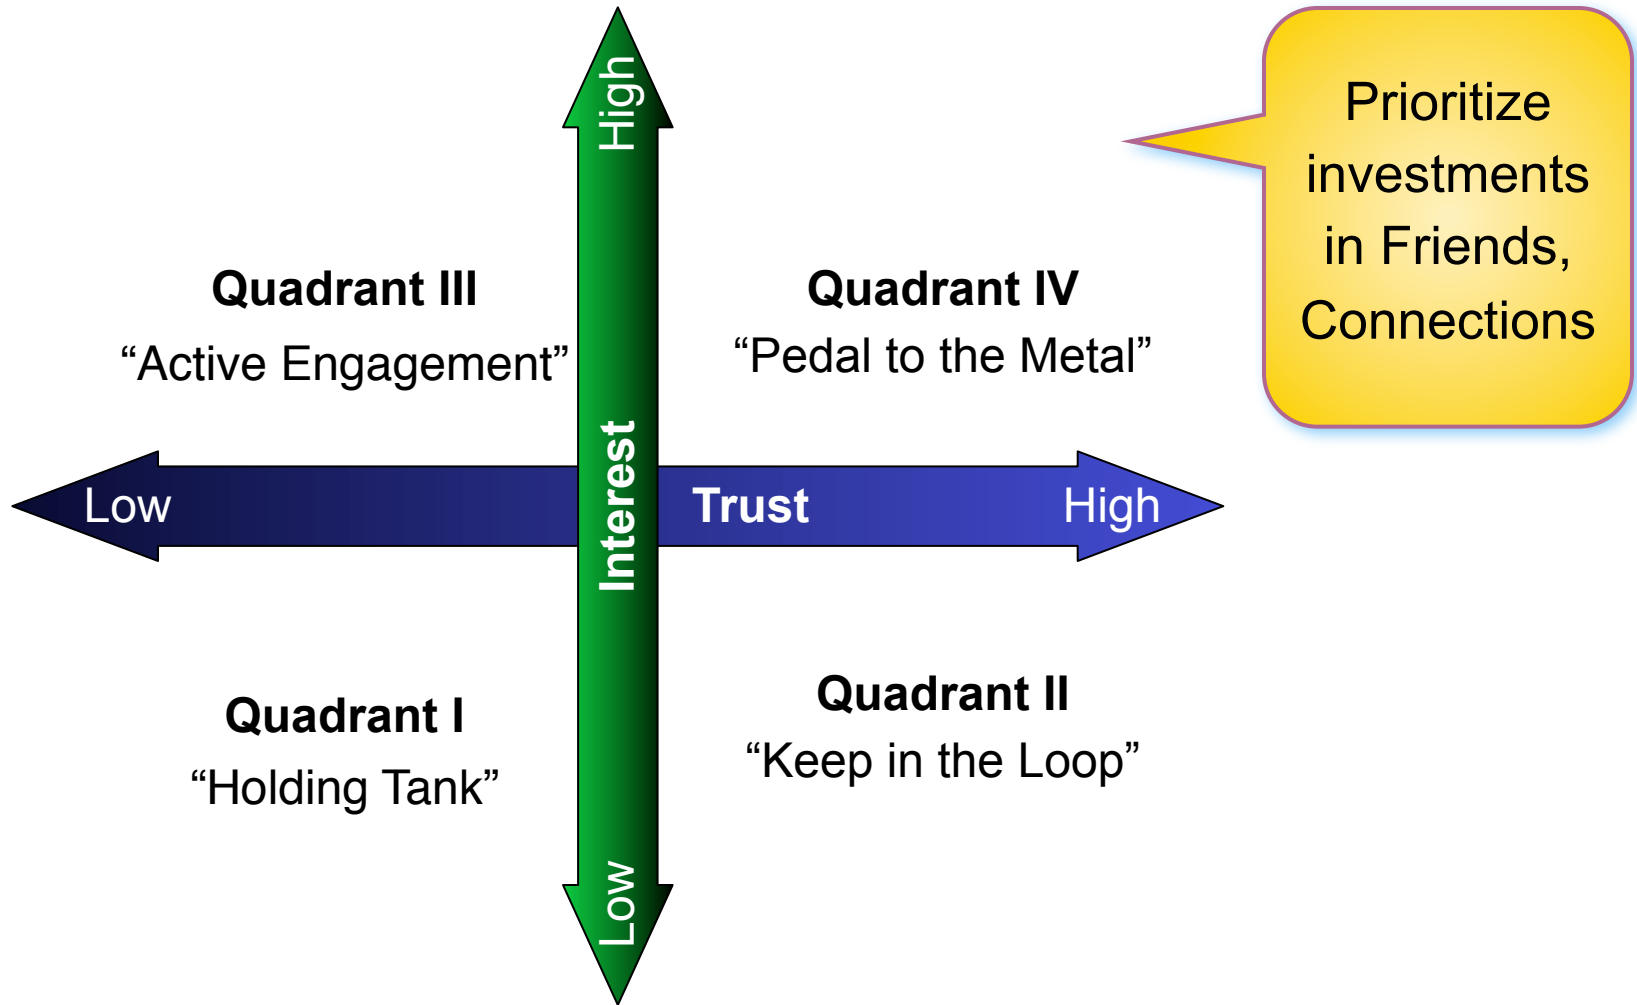 High
Prioritize
investments
in Friends,
Connections
Quadrant III
“Active Engagement”
Quadrant IV
“Pedal to the Metal”
Low
Interest
Trust
High
Quadrant I
“Holding Tank”
Quadrant II
“Keep in the Loop”
Low